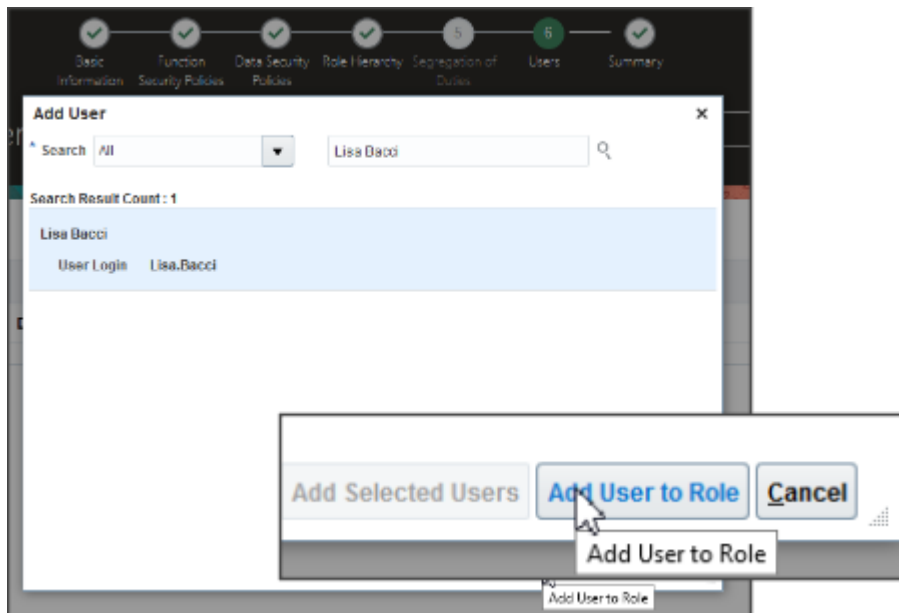 5 6
Basic Function Data Security Role Hierarchy Segregation of Users Summary
Information Security Policies Policies Duties
Add User ×
* Search All Lisa Bacci
Search Result Count : 1
Lisa Bacci
User Login Lisa.Bacci
Add Selected Users Add User to Role Cancel
Add User to Role
Add User to Role